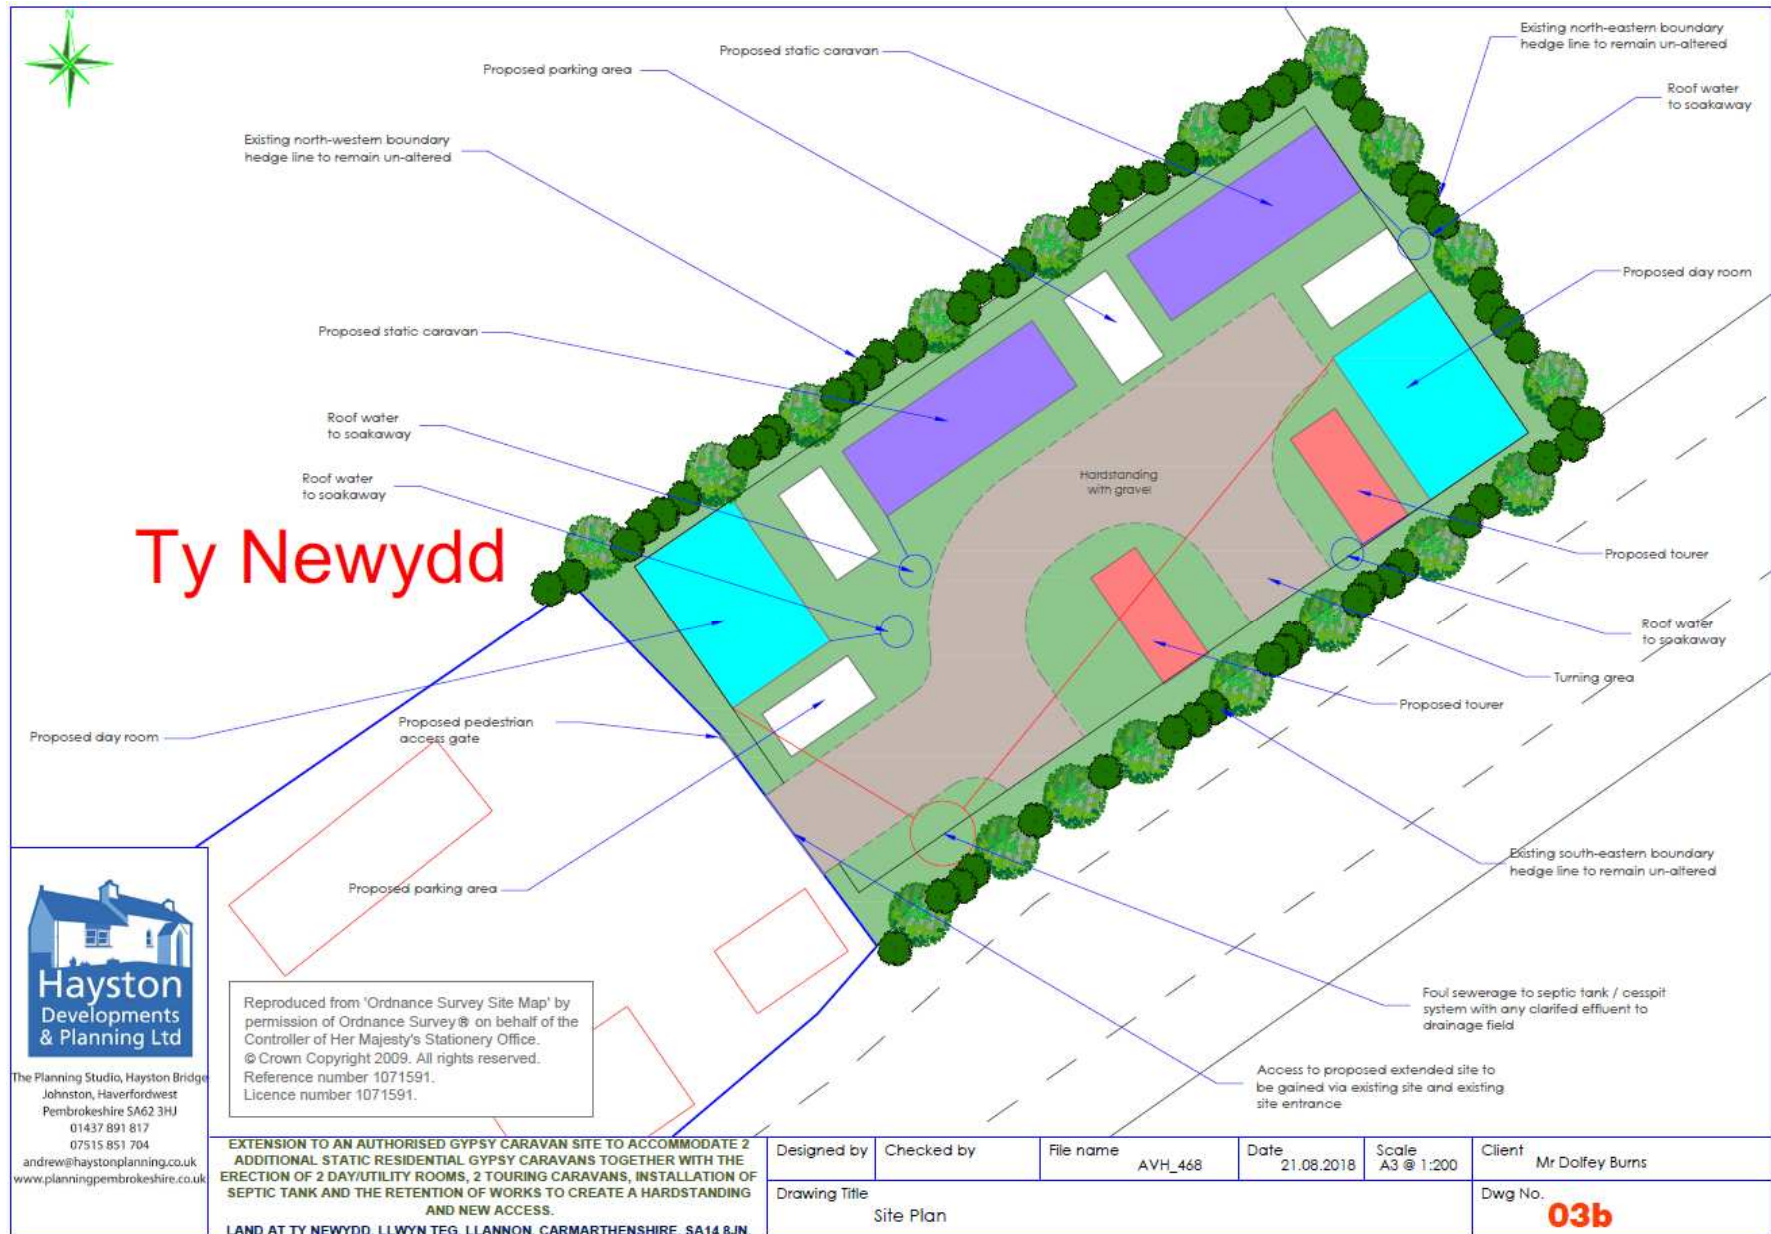 N
Proposed static caravan
Proposed parking area
Existing north-eastern boundary
hedge line to remain un-altered
Roof water
to soakaway
Existing north-western boundary
hedge line to remain un-altered
Proposed day room
Proposed static caravan
Roof water
to soakaway
Roof water
to soakaway
Hardstanding
with gravel
Ty Newydd
Proposed tourer
Roof water
to soakaway
Turning area
Proposed tourer
Proposed pedestrian
access gate
Proposed day room
Existing south-eastern boundary
hedge line to remain un-altered
Proposed parking area
Foul sewerage to septic tank / cesspit
system with any clarifed effluent to
drainage field
Access to proposed extended site to
be gained via existing site and existing
site entrance
Hayston
Developments
& Planning Ltd
The Planning Studio, Hayston Bridge
Johnston, Haverfordwest
Pembrokeshire SA62 3HJ
01437 891 817
07515 851 704
andrew@haystonplanning.co.uk
www.planningpembrokeshire.co.uk
Reproduced from 'Ordnance Survey Site Map' by
permission of Ordnance Survey® on behalf of the
Controller of Her Majesty's Stationery Office.
© Crown Copyright 2009. All rights reserved.
Reference number 1071591.
Licence number 1071591.
EXTENSION TO AN AUTHORISED GYPSY CARAVAN SITE TO ACCOMMODATE 2
ADDITIONAL STATIC RESIDENTIAL GYPSY CARAVANS TOGETHER WITH THE
ERECTION OF 2 DAY/UTILITY ROOMS, 2 TOURING CARAVANS, INSTALLATION OF
SEPTIC TANK AND THE RETENTION OF WORKS TO CREATE A HARDSTANDING
AND NEW ACCESS.
LAND AT TY NEWYDD, LLWYN TEG, LLANNON, CARMARTHENSHIRE, SA14 8JN.
Designed by
Checked by
File name
AVH_468
Date
21.08.2018
Scale
A3 @ 1:200
Client
Mr Dolfey Burns
Drawing Title
Site Plan
Dwg No.
03b